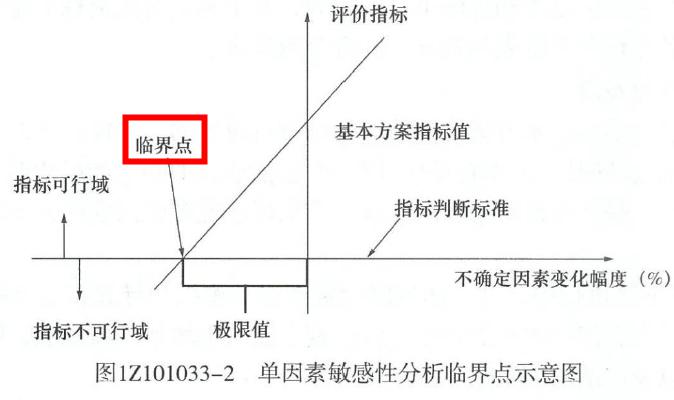 评价指标
基本方案指标值
临界点
指标可行域
指标判断标准
不确定因素变化幅度（%）
指标不可行域
极限值
图1Z101033-2 单因素敏感性分析临界点示意图